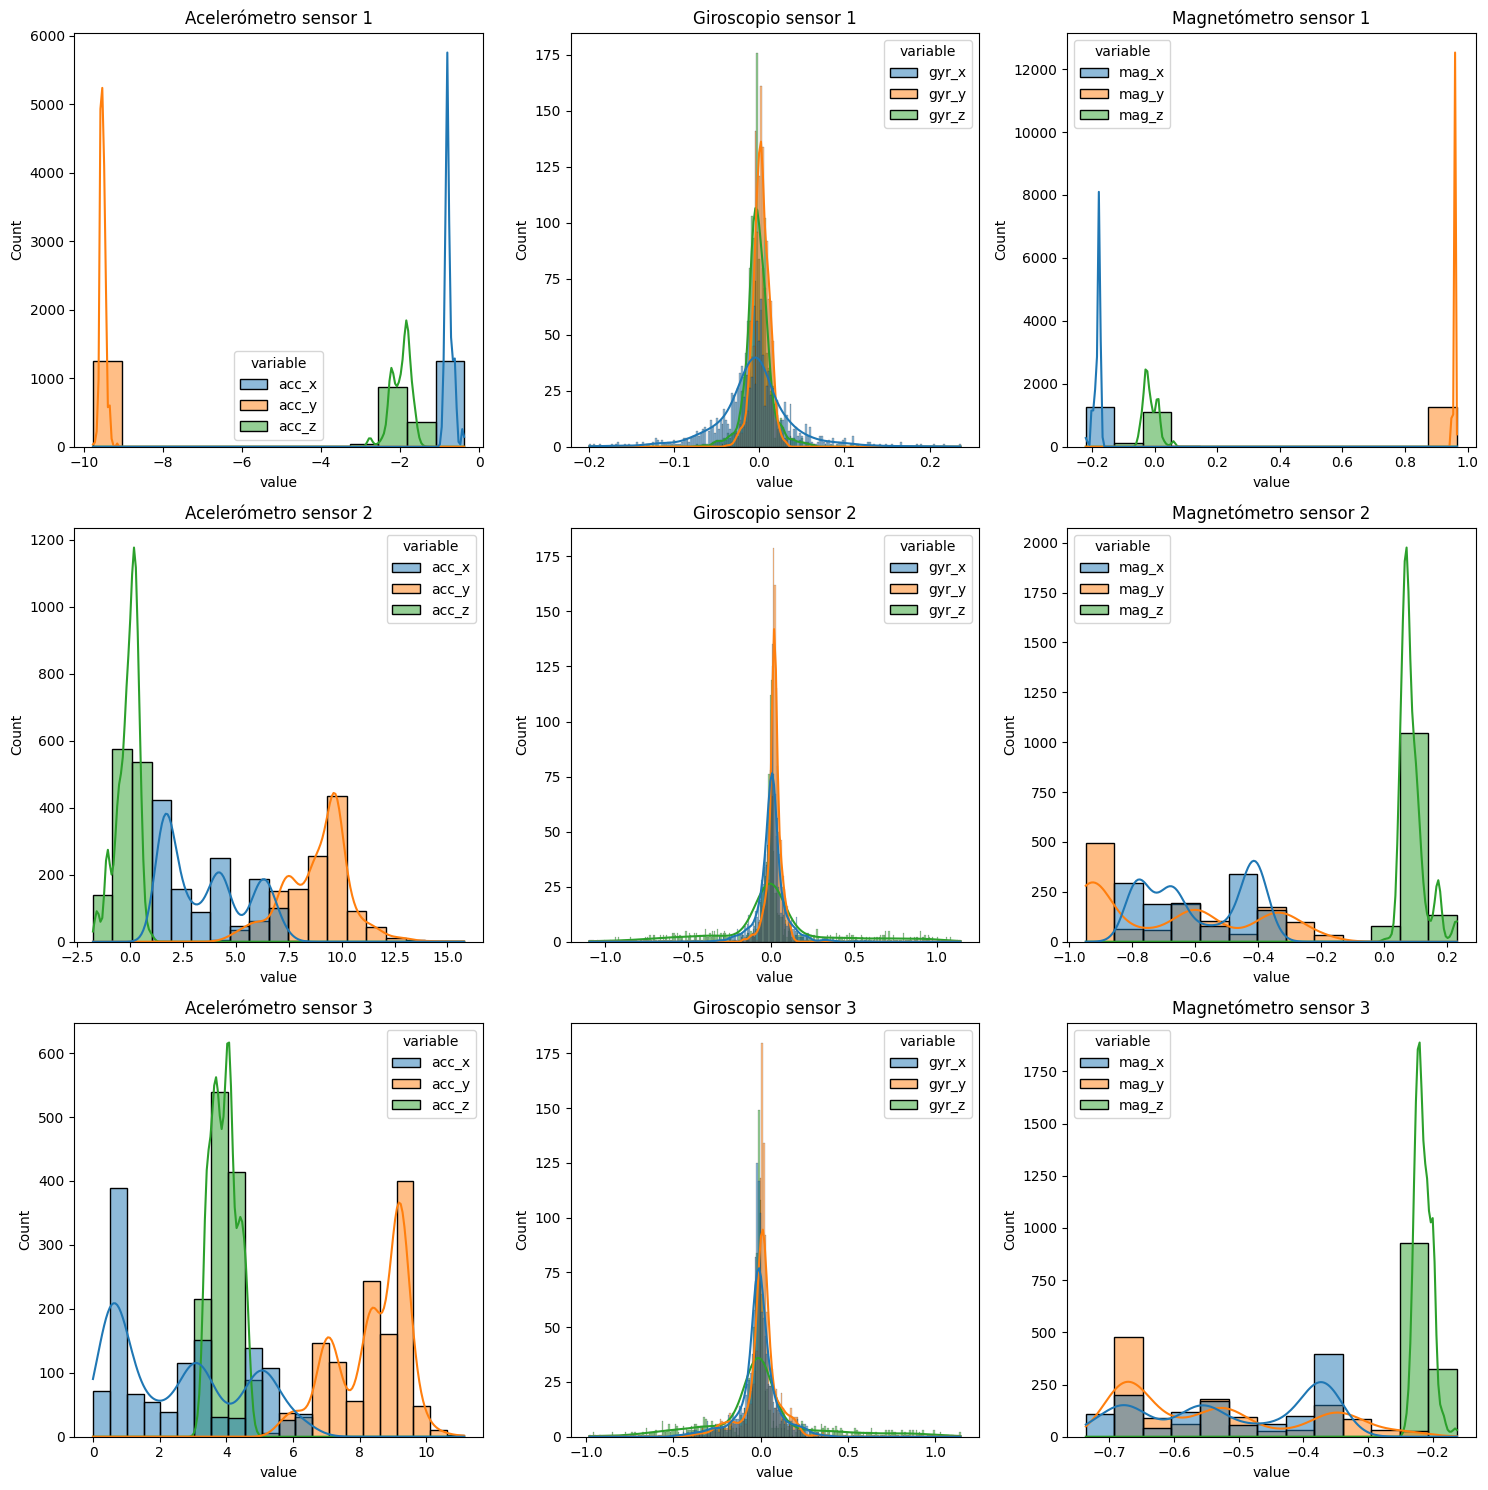 Acelerómetro sensor 1
Count
6000
5000
4000
3000
2000
1000
0
variable
acc_x
acc_y
acc_z
−10
−8
−6
−4
−2
0
value
Giroscopio sensor 1
Count
175
150
125
100
75
50
25
0
variable
gyr_x
gyr_y
gyr_z
−0.2
−0.1
0.0
0.1
0.2
value
Magnetómetro sensor 1
Count
12000
10000
8000
6000
4000
2000
0
variable
mag_x
mag_y
mag_z
−0.2
0.0
0.2
0.4
0.6
0.8
1.0
value
Acelerómetro sensor 2
Count
1200
1000
800
600
400
200
0
variable
acc_x
acc_y
acc_z
−2.5
0.0
2.5
5.0
7.5
10.0
12.5
15.0
value
Giroscopio sensor 2
Count
175
150
125
100
75
50
25
0
variable
gyr_x
gyr_y
gyr_z
−1.0
−0.5
0.0
0.5
1.0
value
Magnetómetro sensor 2
Count
2000
1750
1500
1250
1000
750
500
250
0
variable
mag_x
mag_y
mag_z
−1.0
−0.8
−0.6
−0.4
−0.2
0.0
0.2
value
Acelerómetro sensor 3
Count
600
500
400
300
200
100
0
variable
acc_x
acc_y
acc_z
0
2
4
6
8
10
value
Giroscopio sensor 3
Count
175
150
125
100
75
50
25
0
variable
gyr_x
gyr_y
gyr_z
−1.0
−0.5
0.0
0.5
1.0
value
Magnetómetro sensor 3
Count
1750
1500
1250
1000
750
500
250
0
variable
mag_x
mag_y
mag_z
−0.7
−0.6
−0.5
−0.4
−0.3
−0.2
value